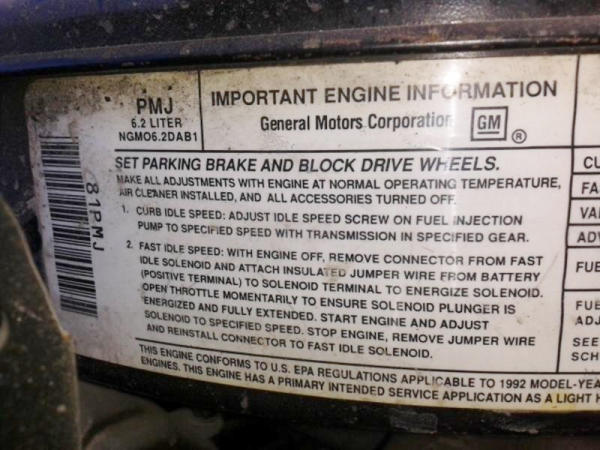 PMJ
6.2 LITER
NGM06.2DAB1
IMPORTANT ENGINE INFORMATION
General Motors Corporation GM ®
81PMJ
SET PARKING BRAKE AND BLOCK DRIVE WHEELS.
MAKE ALL ADJUSTMENTS WITH ENGINE AT NORMAL OPERATING TEMPERATURE,
AIR CLEANER INSTALLED, AND ALL ACCESSORIES TURNED OFF.
1. CURB IDLE SPEED: ADJUST IDLE SPEED SCREW ON FUEL INJECTION
PUMP TO SPECIFIED SPEED WITH TRANSMISSION IN SPECIFIED GEAR.
2. FAST IDLE SPEED: WITH ENGINE OFF, REMOVE CONNECTOR FROM FAST
IDLE SOLENOID AND ATTACH INSULATED JUMPER WIRE FROM BATTERY
(POSITIVE TERMINAL) TO SOLENOID TERMINAL TO ENERGIZE SOLENOID.
OPEN THROTTLE MOMENTARILY TO ENSURE SOLENOID PLUNGER IS
ENERGIZED AND FULLY EXTENDED. START ENGINE AND ADJUST
SOLENOID TO SPECIFIED SPEED. STOP ENGINE, REMOVE JUMPER WIRE
AND REINSTALL CONNECTOR TO FAST IDLE SOLENOID.
THIS ENGINE CONFORMS TO U.S. EPA REGULATIONS APPLICABLE TO 1992 MODEL-YEA
ENGINES. THIS ENGINE HAS A PRIMARY INTENDED SERVICE APPLICATION AS A LIGHT H
CU
FA
VA
ADV
FUE
FUE
ADJ
SEE
SCH